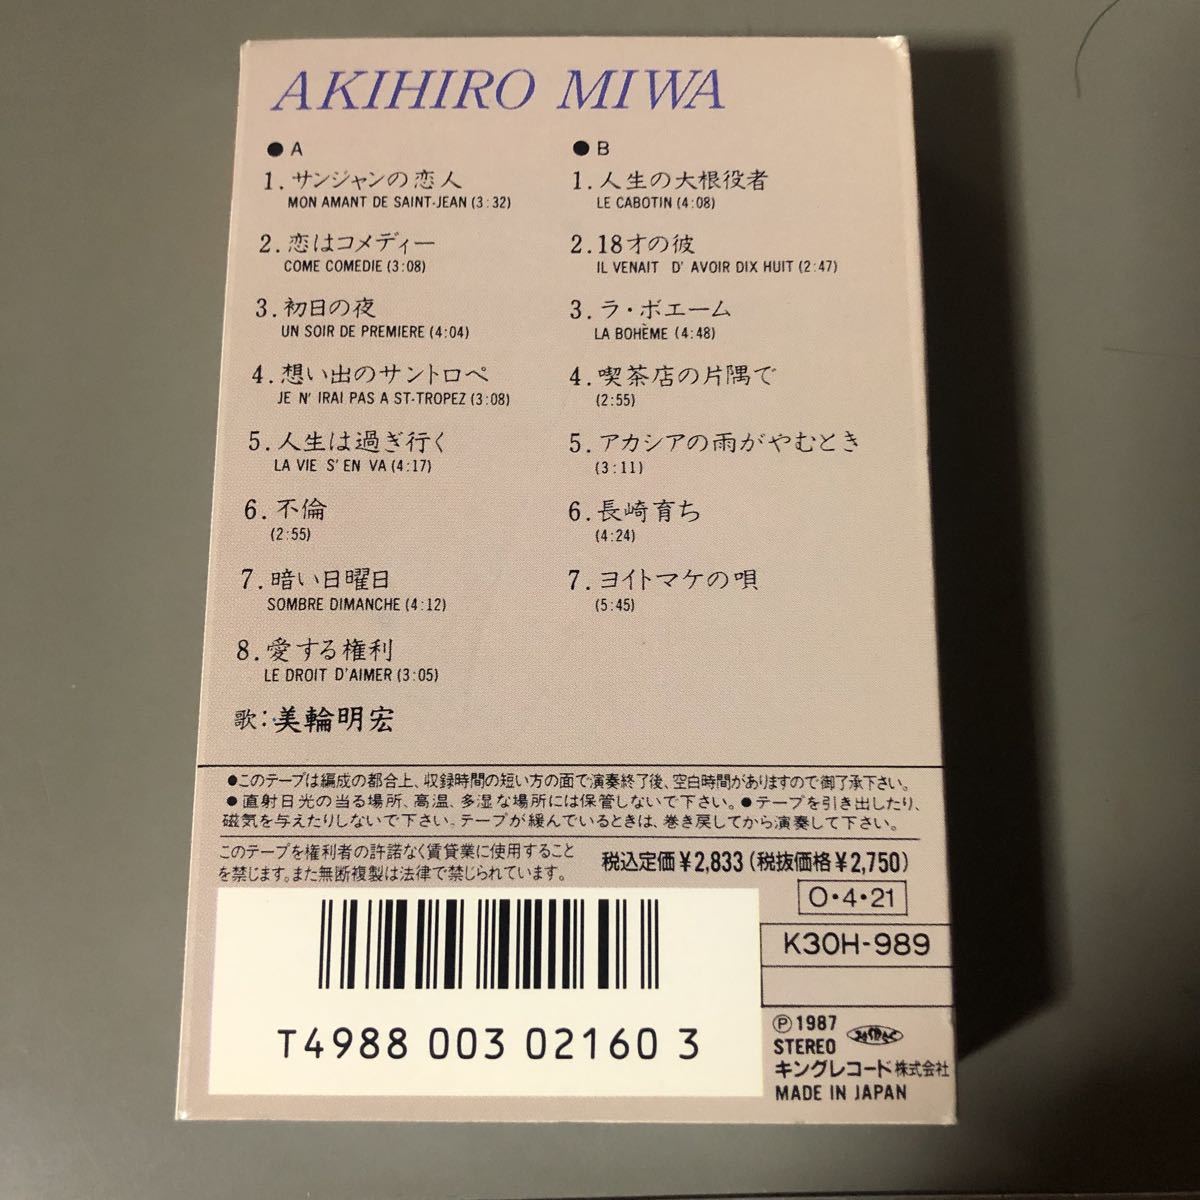 AKIHIRO MIWA
●A
1.サンジャンの恋人
MON AMANT DE SAINT-JEAN (3:32)
2.恋はコメディー
COME COMEDIE (3:08)
3.初日の夜
UN SOIR DE PREMIERE (4:04)
4.想い出のサントロペ
JE N' IRAI PAS A ST-TROPEZ (3:08)
5.人生は過ぎ行く
LA VIE S' EN VA (4:17)
6.不倫
(2:55)
7.暗い日曜日
SOMBRE DIMANCHE (4:12)
8.愛する権利
LE DROIT D'AIMER (3:05)
歌:美輪明宏
●B
1.人生の大根役者
LE CABOTIN (4:08)
2.18才の彼
IL VENAIT D' AVOIR DIX HUIT (2:47)
3.ラ・ボエーム
LA BOHÈME (4:48)
4.喫茶店の片隅で
(2:55)
5.アカシアの雨がやむとき
(3:11)
6.長崎育ち
(4:24)
7.ヨイトマケの唄
(5:45)
●このテープは編成の都合上、収録時間の短い方の面で演奏終了後、空白時間がありますので御了承下さい。
●直射日光の当る場所、高温、多湿な場所には保管しないで下さい。●テープを引き出したり、
磁気を与えたりしないで下さい。テープが緩んでいるときは、巻き戻してから演奏して下さい。
このテープを権利者の許諾なく賃貸業に使用すること
を禁じます。また無断複製は法律で禁じられています。
税込定価¥2,833(税抜価格¥2,750)
O・4・21
K30H-989
T4988 003 02160 3
Ⓟ1987
STEREO
キングレコード株式会社
MADE IN JAPAN